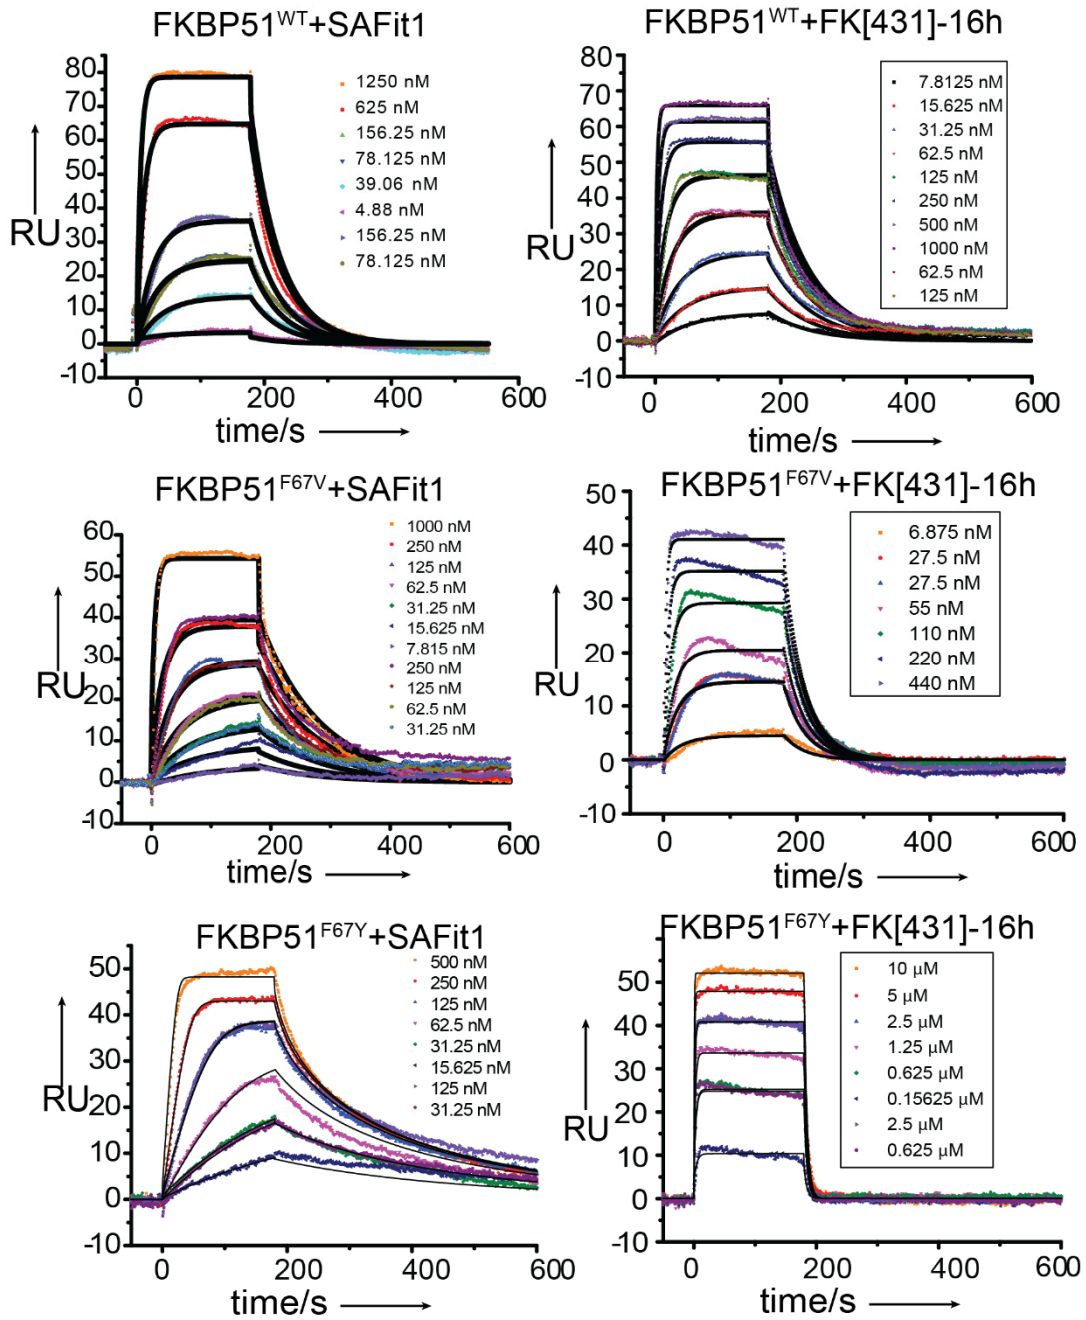 FKBP51WT+SAFit1
80
70
60
50
40
30
20
10
0
-10
RU
0 200 400 600
time/s
1250 nM
625 nM
156.25 nM
78.125 nM
39.06 nM
4.88 nM
156.25 nM
78.125 nM
FKBP51WT+FK[431]-16h
70
60
50
40
30
20
10
0
-10
RU
0 200 400 600
time/s
7.8125 nM
15.625 nM
31.25 nM
62.5 nM
125 nM
250 nM
500 nM
1000 nM
62.5 nM
125 nM
FKBP51F67V+SAFit1
60
50
40
30
20
10
0
-10
RU
0 200 400 600
time/s
1000 nM
250 nM
125 nM
62.5 nM
31.25 nM
15.625 nM
7.815 nM
250 nM
125 nM
62.5 nM
31.25 nM
FKBP51F67V+FK[431]-16h
50
40
30
20
10
0
-10
RU
0 200 400 600
time/s
6.875 nM
27.5 nM
27.5 nM
55 nM
110 nM
220 nM
440 nM
FKBP51F67Y+SAFit1
50
40
30
20
10
0
-10
RU
0 200 400 600
time/s
500 nM
250 nM
125 nM
62.5 nM
31.25 nM
15.625 nM
125 nM
31.25 nM
FKBP51F67Y+FK[431]-16h
50
40
30
20
10
0
-10
RU
0 200 400 600
time/s
10 µM
5 µM
2.5 µM
1.25 µM
0.625 µM
0.15625 µM
2.5 µM
0.625 µM